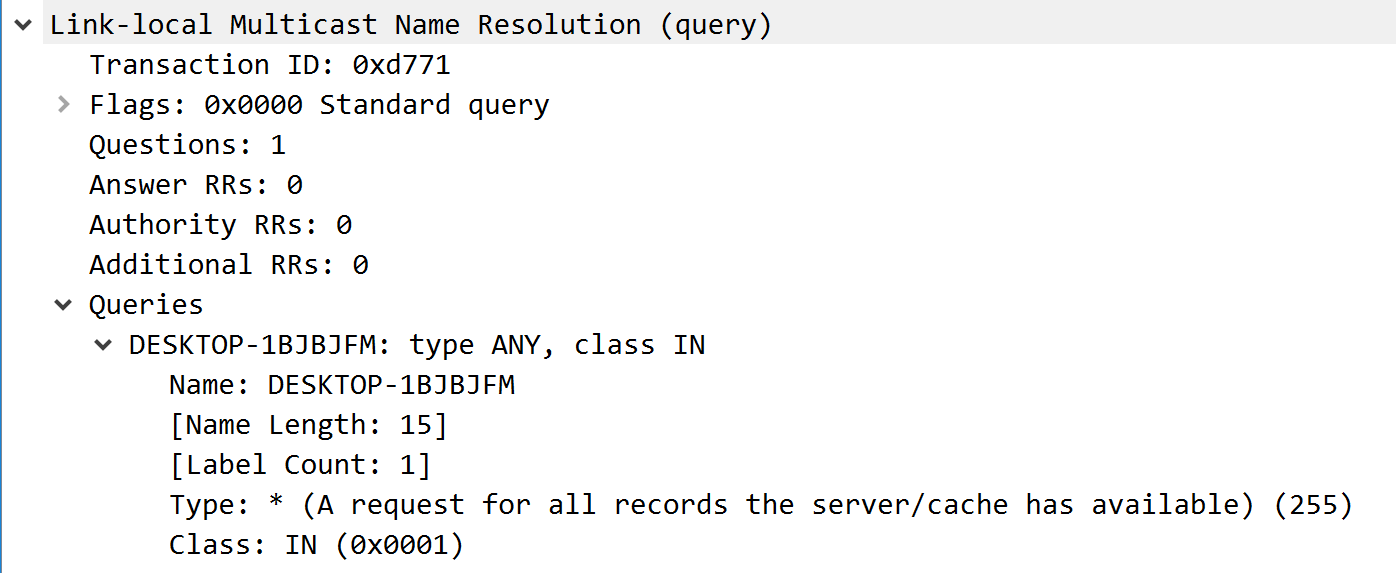 Link-local Multicast Name Resolution (query)
Transaction ID: 0xd771
Flags: 0x0000 Standard query
Questions: 1
Answer RRs: 0
Authority RRs: 0
Additional RRs: 0
Queries
DESKTOP-1BJBJFM: type ANY, class IN
Name: DESKTOP-1BJBJFM
[Name Length: 15]
[Label Count: 1]
Type: * (A request for all records the server/cache has available) (255)
Class: IN (0x0001)